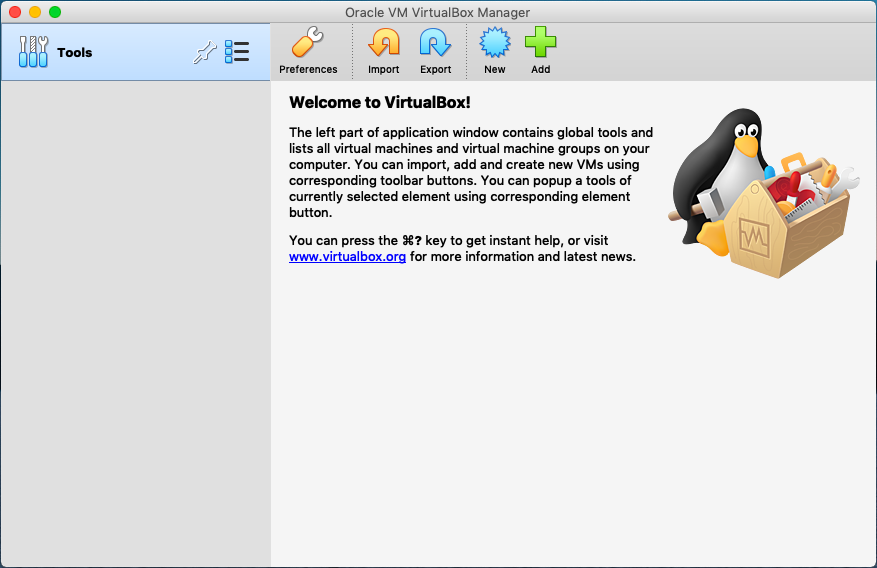 Oracle VM VirtualBox Manager
Tools
Preferences
Import
Export
New
Add
Welcome to VirtualBox!
The left part of application window contains global tools and
lists all virtual machines and virtual machine groups on your
computer. You can import, add and create new VMs using
corresponding toolbar buttons. You can popup a tools of
currently selected element using corresponding element
button.
You can press the ⌘? key to get instant help, or visit
www.virtualbox.org for more information and latest news.